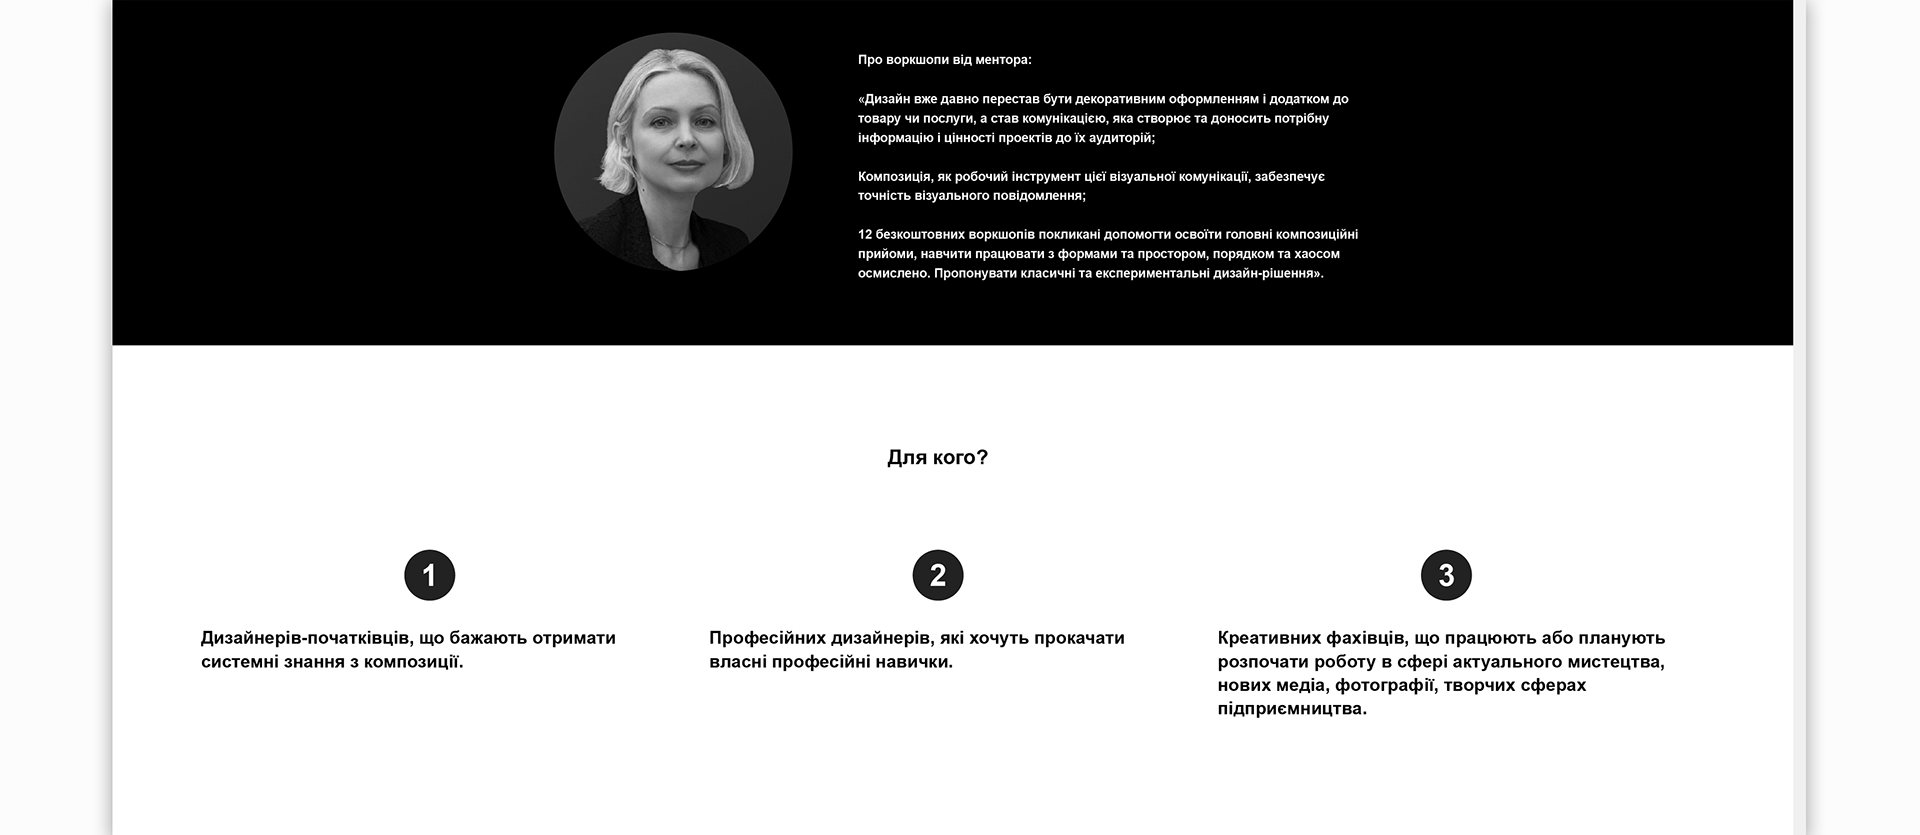 Про воркшопи від ментора:
«Дизайн вже давно перестав бути декоративним оформленням і додатком до
товару чи послуги, а став комунікацією, яка створює та доносить потрібну
інформацію і цінності проектів до їх аудиторій;
Композиція, як робочий інструмент цієї візуальної комунікації, забезпечує
точність візуального повідомлення;
12 безкоштовних воркшопів покликані допомогти освоїти головні композиційні
прийоми, навчити працювати з формами та простором, порядком та хаосом
осмислено. Пропонувати класичні та експериментальні дизайн-рішення».
Для кого?
1
Дизайнерів-початківців, що бажають отримати
системні знання з композиції.
2
Професійних дизайнерів, які хочуть прокачати
власні професійні навички.
3
Креативних фахівців, що працюють або планують
розпочати роботу в сфері актуального мистецтва,
нових медіа, фотографії, творчих сферах
підприємництва.